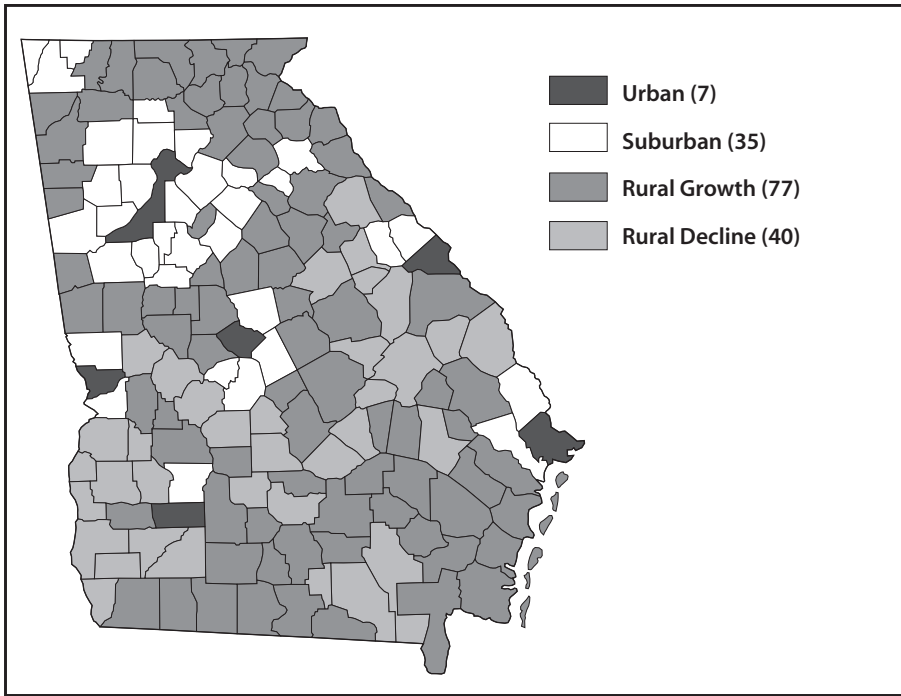 Urban (7)
Suburban (35)
Rural Growth (77)
Rural Decline (40)